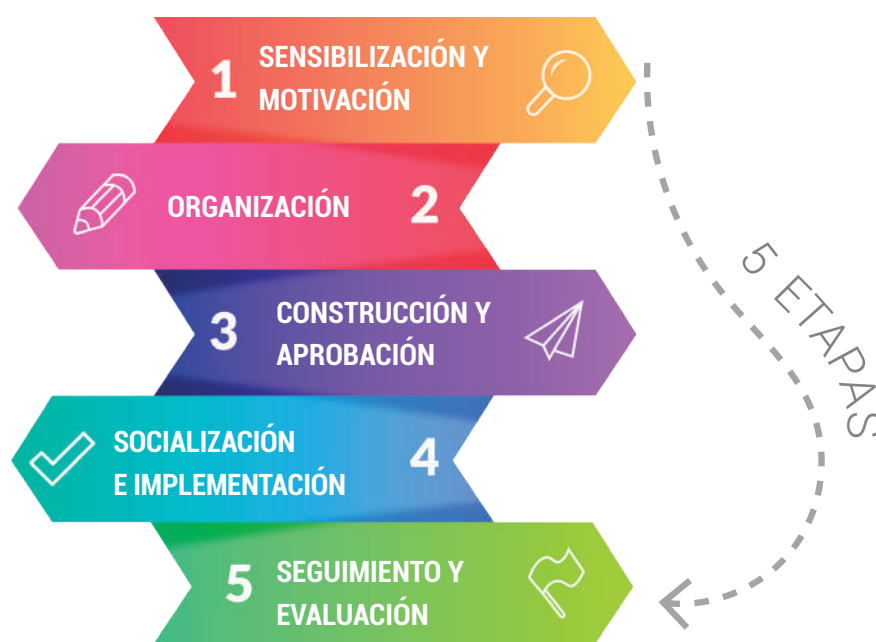 1
SENSIBILIZACIÓN Y
MOTIVACIÓN
ORGANIZACIÓN
2
3
CONSTRUCCIÓN Y
APROBACIÓN
SOCIALIZACIÓN
E IMPLEMENTACIÓN
4
5
SEGUIMIENTO Y
EVALUACIÓN
5 ETAPAS